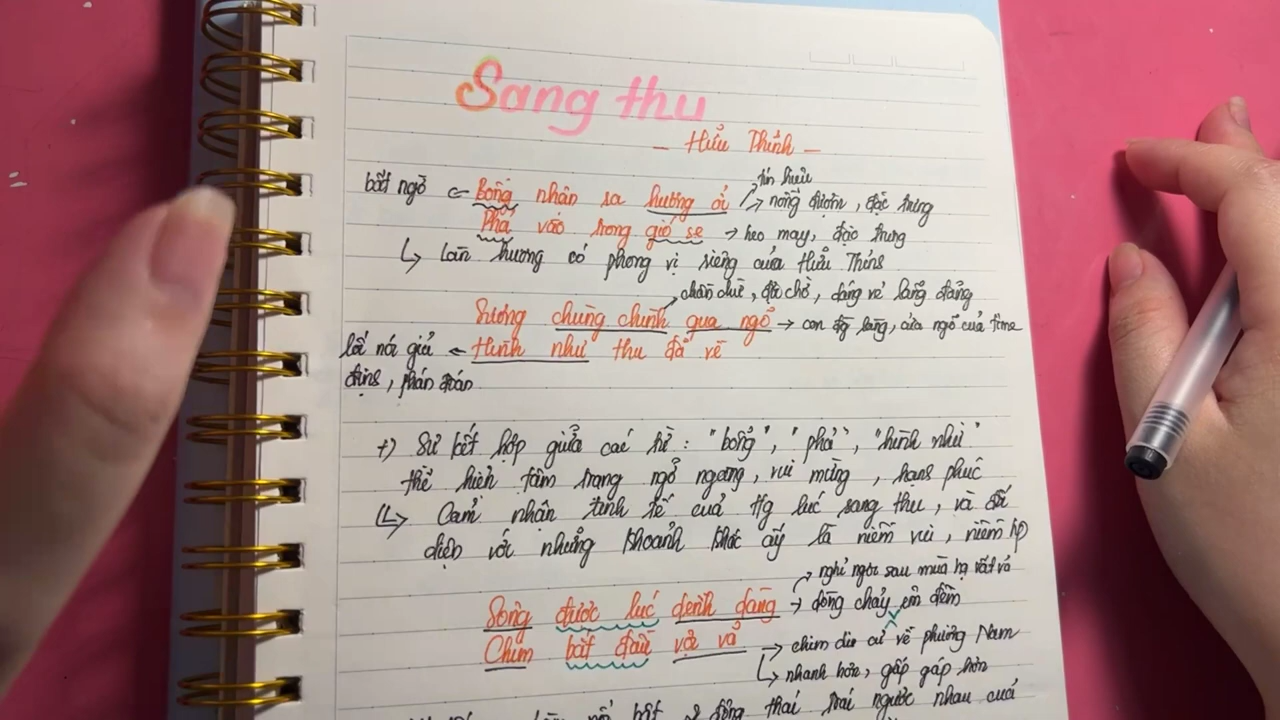 Sang thu
– Hữu Thỉnh –
tín hiệu
bất ngờ ← Bỗng nhận ra hương ổi → nồng đượm, đặc trưng
Phả vào trong gió se → heo may, đặc trưng
↳ Làn hương có phong vị riêng của Hữu Thỉnh
chần chừ, đợi chờ, dáng vẻ lãng đãng
Sương chùng chình qua ngõ → con đg làng, cửa ngõ của time
lối nói giả ← Hình như thu đã về
định, phán đoán
+) Sự kết hợp giữa các từ: "bỗng", "phả", "hình như"
thể hiện tâm trạng ngỡ ngàng, vui mừng, hạnh phúc
↳ Cảm nhận tinh tế của tg lúc sang thu, và đối
diện với những khoảnh khắc ấy là niềm vui, niềm hp
nghỉ ngơi sau mùa hạ vất vả
Sông được lúc dềnh dàng → dòng chảy êm đềm
Chim bắt đầu vội vã → chim di cư về phương Nam
↳ nhanh hơn, gấp gáp hơn
động thái trái ngược nhau của